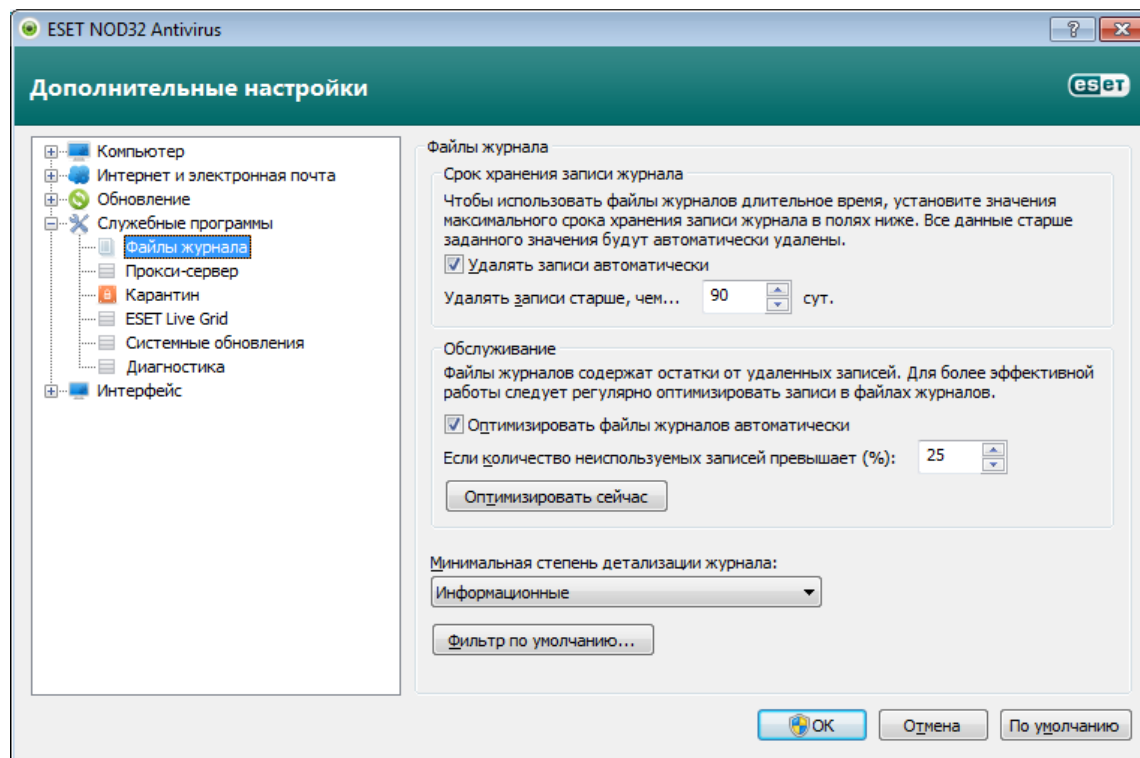 ESET NOD32 Antivirus
Дополнительные настройки
eseT
Компьютер
Интернет и электронная почта
Обновление
Служебные программы
Файлы журнала
Прокси-сервер
Карантин
ESET Live Grid
Системные обновления
Диагностика
Интерфейс
Файлы журнала
Срок хранения записи журнала
Чтобы использовать файлы журналов длительное время, установите значения
максимального срока хранения записи журнала в полях ниже. Все данные старше
заданного значения будут автоматически удалены.
Удалять записи автоматически
Удалять записи старше, чем... 90 сут.
Обслуживание
Файлы журналов содержат остатки от удаленных записей. Для более эффективной
работы следует регулярно оптимизировать записи в файлах журналов.
Оптимизировать файлы журналов автоматически
Если количество неиспользуемых записей превышает (%): 25
Оптимизировать сейчас
Минимальная степень детализации журнала:
Информационные
Фильтр по умолчанию...
OK Отмена По умолчанию